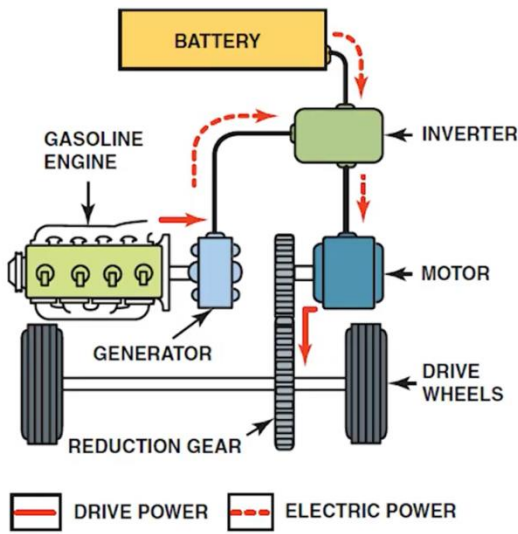 BATTERY
GASOLINE
ENGINE
INVERTER
MOTOR
GENERATOR
DRIVE
WHEELS
REDUCTION GEAR
DRIVE POWER
ELECTRIC POWER